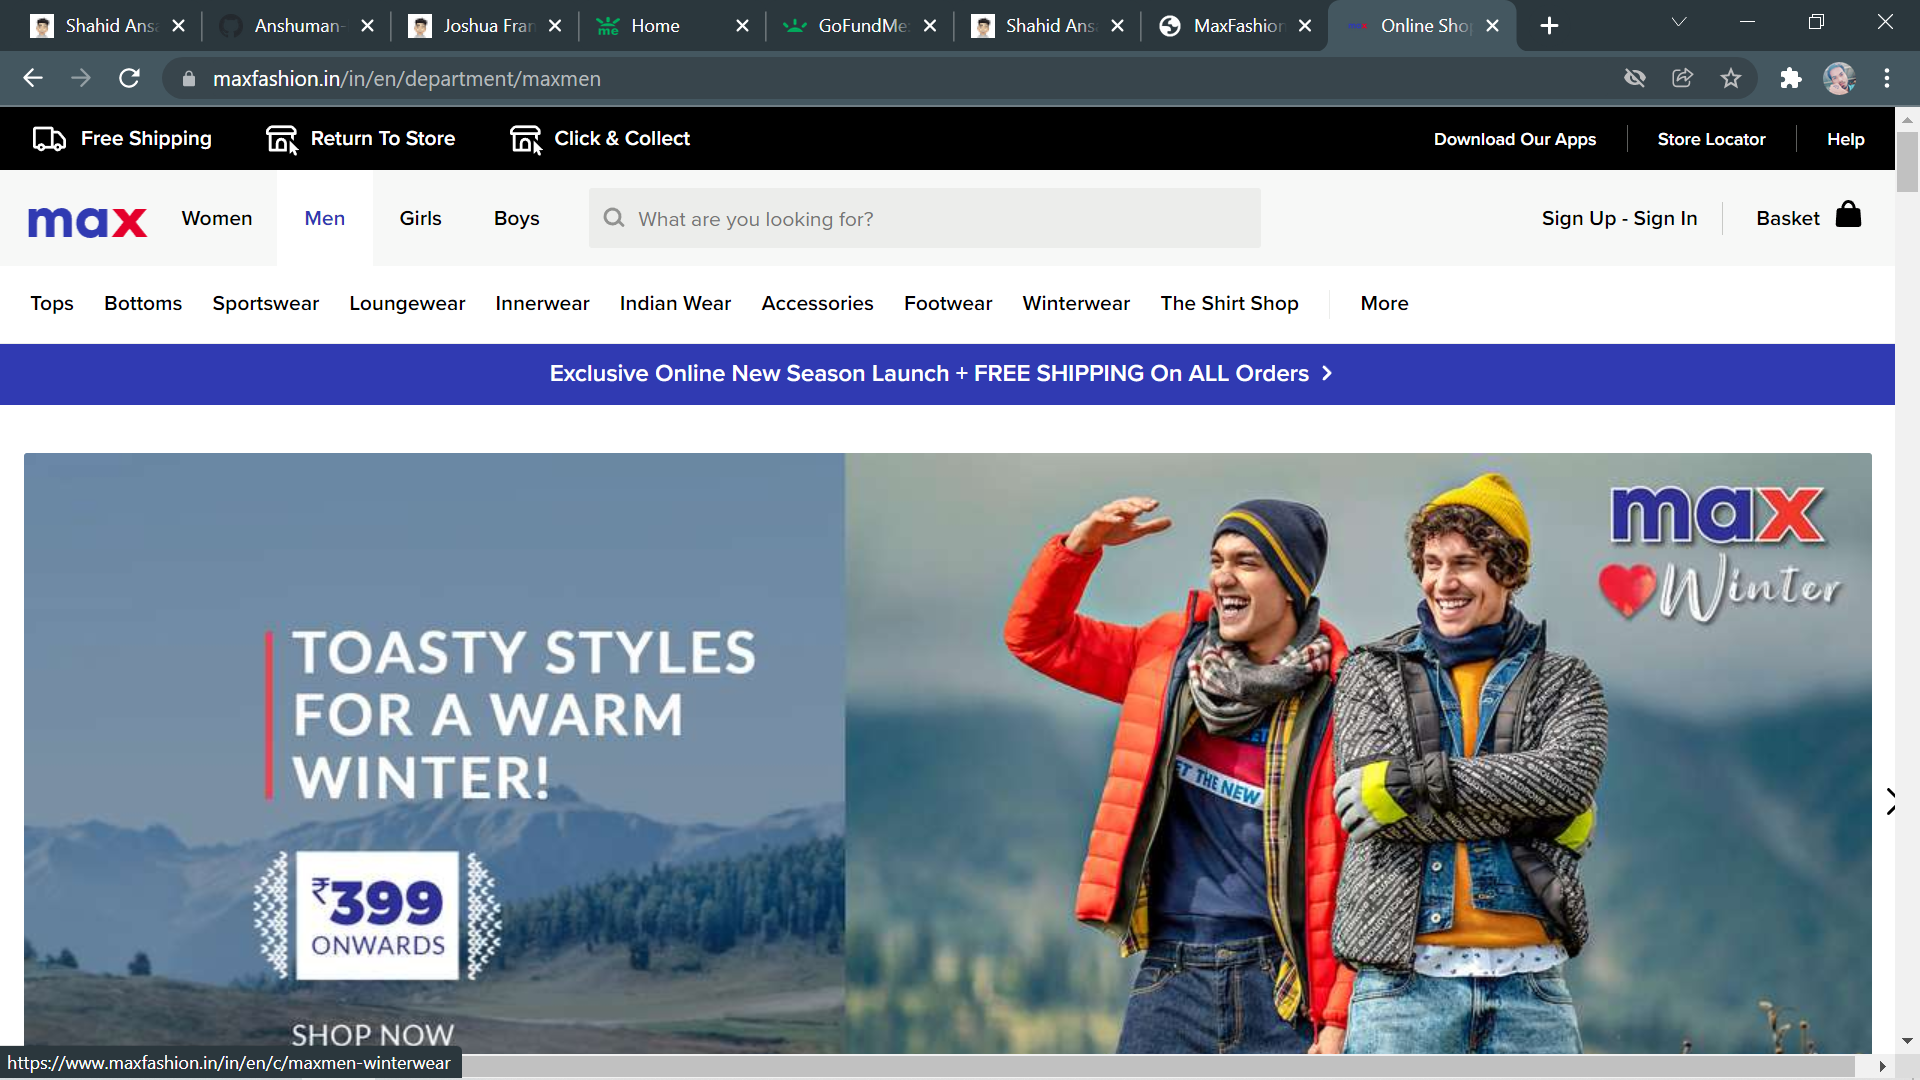 Shahid Ansa
Anshuman-
Joshua Fran
Home
GoFundMe
Shahid Ansa
MaxFashion
Online Shop
maxfashion.in/in/en/department/maxmen
Free Shipping
Return To Store
Click & Collect
Download Our Apps
Store Locator
Help
max
Women
Men
Girls
Boys
What are you looking for?
Sign Up - Sign In
Basket
Tops
Bottoms
Sportswear
Loungewear
Innerwear
Indian Wear
Accessories
Footwear
Winterwear
The Shirt Shop
More
Exclusive Online New Season Launch + FREE SHIPPING On ALL Orders
max
Winter
TOASTY STYLES
FOR A WARM
WINTER!
₹399
ONWARDS
SHOP NOW
ET THE NEW
https://www.maxfashion.in/in/en/c/maxmen-winterwear